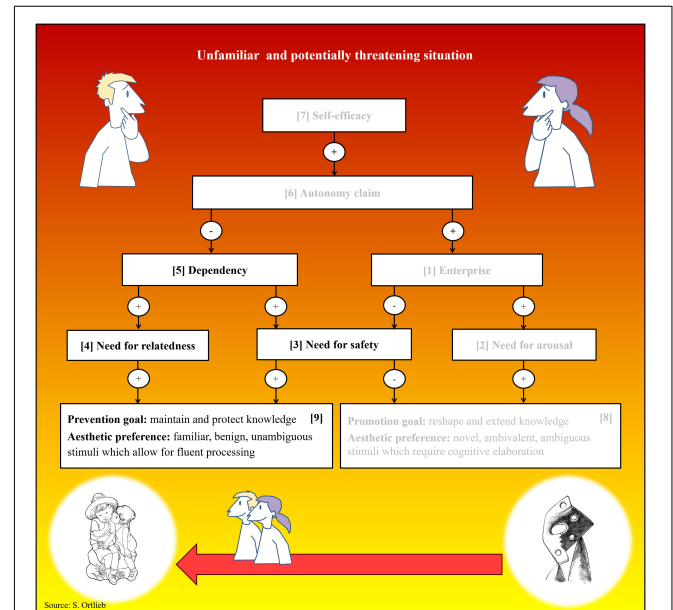 Unfamiliar and potentially threatening situation
[7] Self-efficacy
+
[6] Autonomy claim
-
+
[5] Dependency
[1] Enterprise
+
+
-
+
[4] Need for relatedness
[3] Need for safety
[2] Need for arousal
+
+
-
+
Prevention goal: maintain and protect knowledge [9]
Aesthetic preference: familiar, benign, unambiguous
stimuli which allow for fluent processing
Promotion goal: reshape and extend knowledge [8]
Aesthetic preference: novel, ambivalent, ambiguous
stimuli which require cognitive elaboration
Source: S. Ortlieb